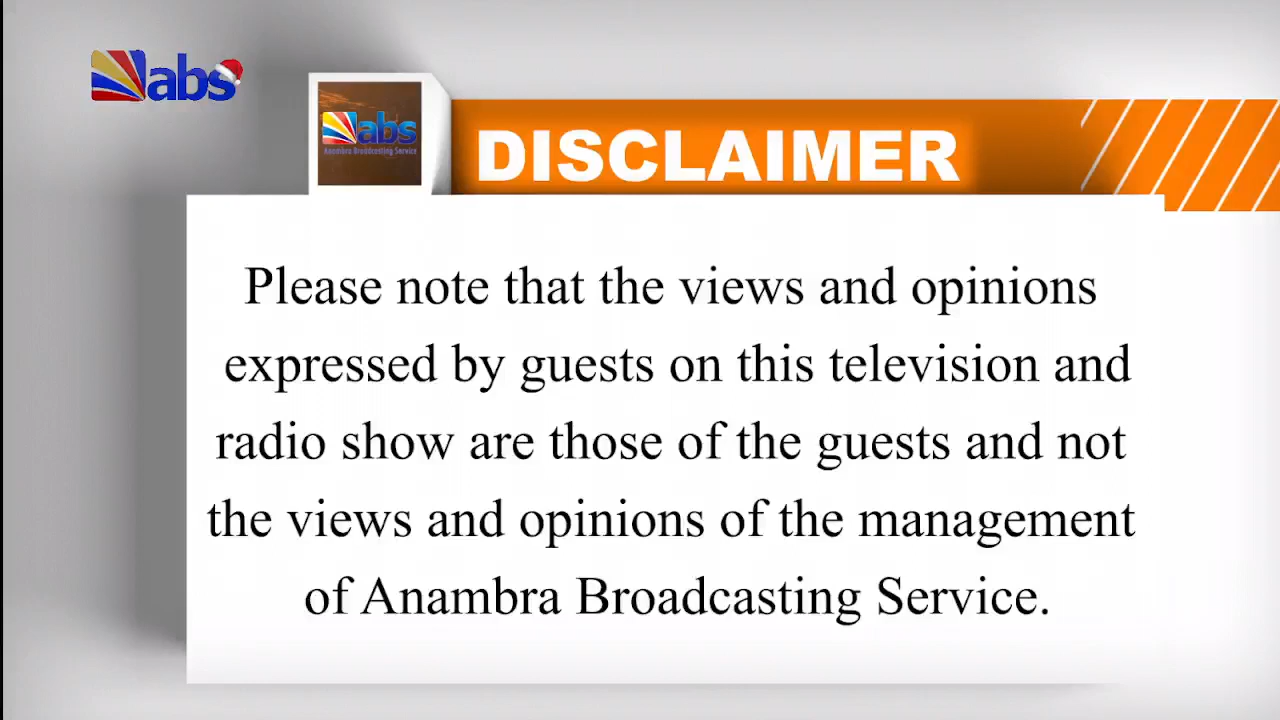 abs
abs
Anambra Broadcasting Service
DISCLAIMER
Please note that the views and opinions
expressed by guests on this television and
radio show are those of the guests and not
the views and opinions of the management
of Anambra Broadcasting Service.